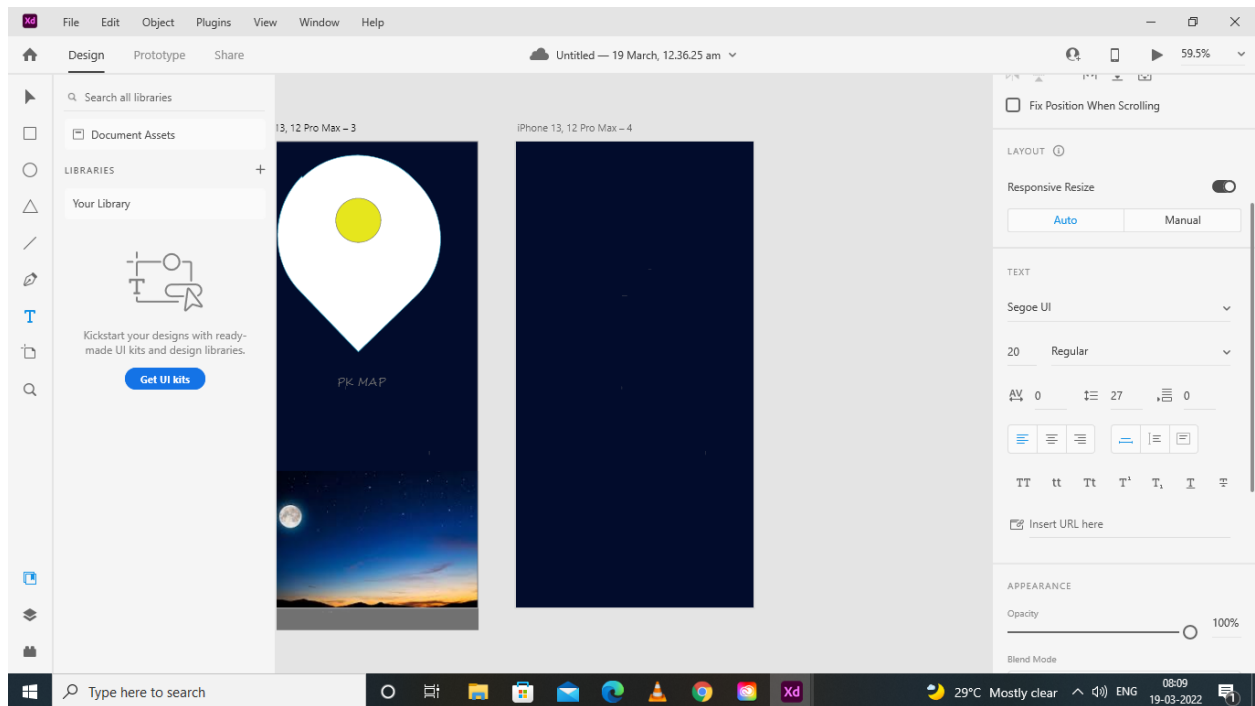 Xd File Edit Object Plugins View Window Help
Design Prototype Share Untitled — 19 March, 12.36.25 am 59.5%
Search all libraries
Document Assets
LIBRARIES +
Your Library
Kickstart your designs with ready-
made UI kits and design libraries.
Get UI kits
T
13, 12 Pro Max – 3
iPhone 13, 12 Pro Max – 4
PK MAP
Fix Position When Scrolling
LAYOUT
Responsive Resize
Auto Manual
TEXT
Segoe UI
20 Regular
AV 0 27 0
TT tt Tt T¹ T₁ T T
Insert URL here
APPEARANCE
Opacity
100%
Blend Mode
Type here to search
Xd
29°C Mostly clear ENG
08:09
19-03-2022
1